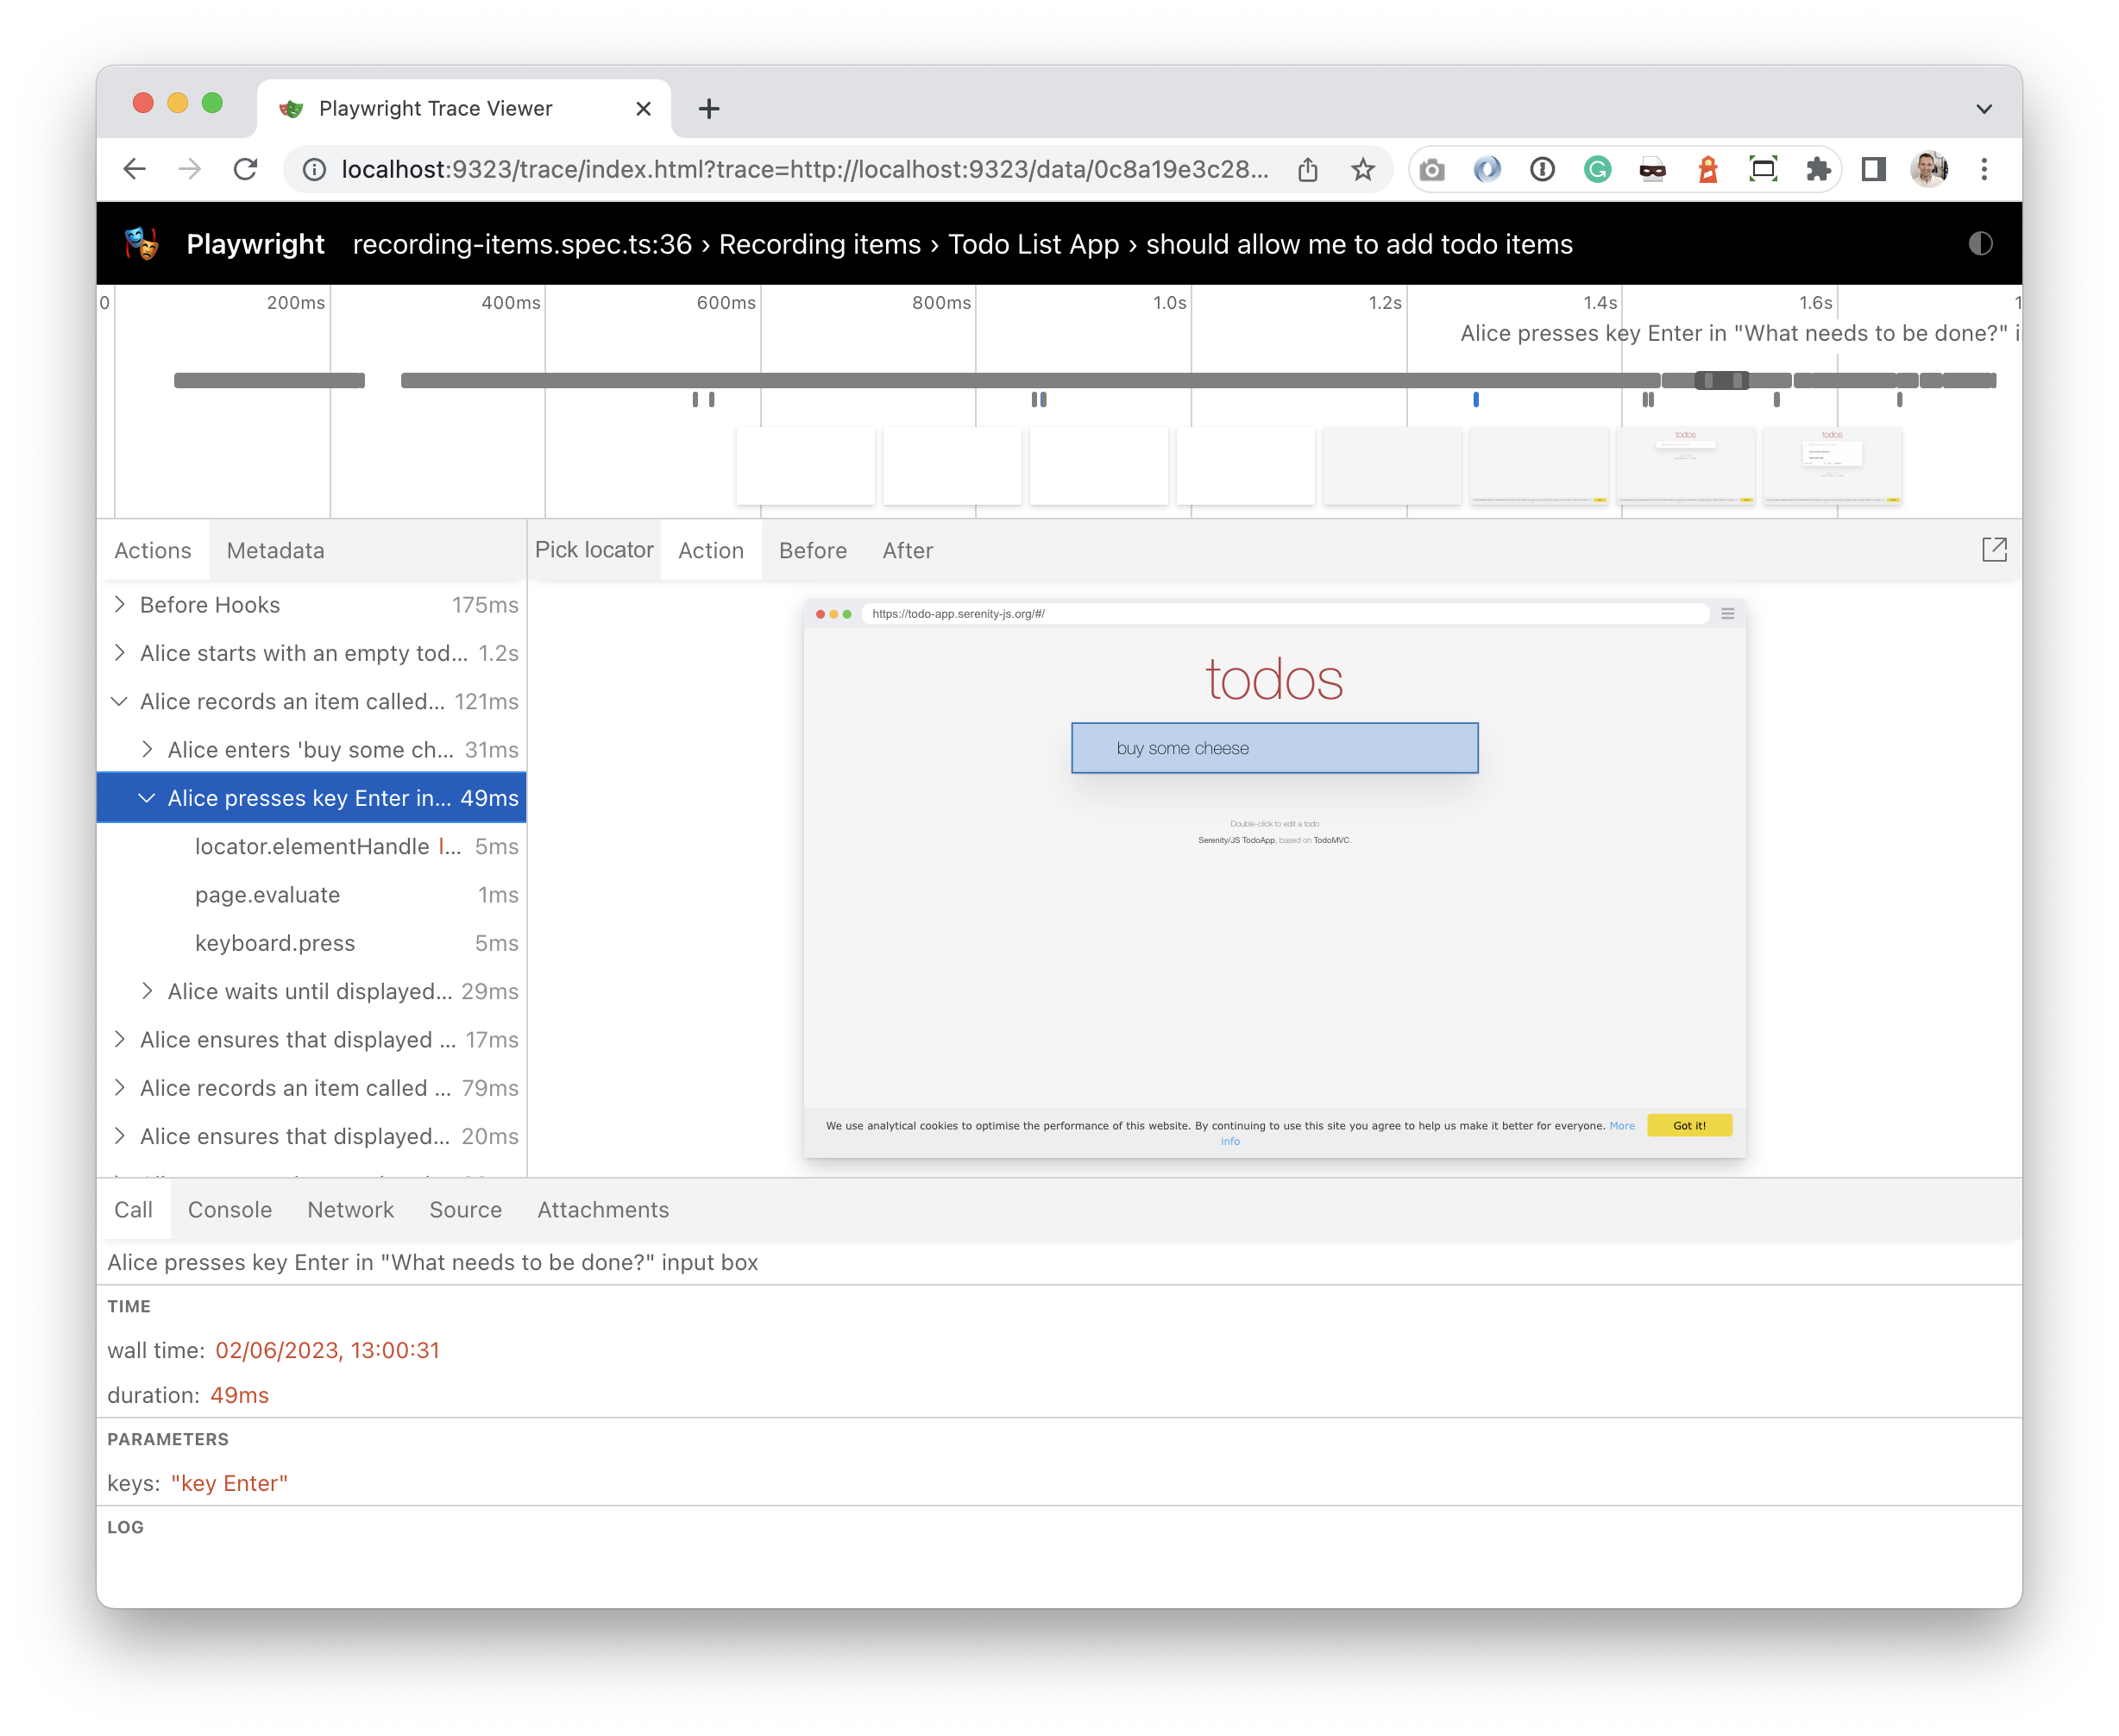 Playwright Trace Viewer
localhost:9323/trace/index.html?trace=http://localhost:9323/data/0c8a19e3c28...
Playwright recording-items.spec.ts:36 › Recording items › Todo List App › should allow me to add todo items
0 200ms 400ms 600ms 800ms 1.0s 1.2s 1.4s 1.6s 1
Alice presses key Enter in "What needs to be done?" i
todos todos
Actions Metadata Pick locator Action Before After
Before Hooks 175ms
Alice starts with an empty tod... 1.2s
Alice records an item called... 121ms
Alice enters 'buy some ch... 31ms
Alice presses key Enter in... 49ms
locator.elementHandle l... 5ms
page.evaluate 1ms
keyboard.press 5ms
Alice waits until displayed... 29ms
Alice ensures that displayed ... 17ms
Alice records an item called ... 79ms
Alice ensures that displayed... 20ms
https://todo-app.serenity-js.org/#/
todos
buy some cheese
Double-click to edit a todo
Serenity/JS TodoApp, based on TodoMVC.
We use analytical cookies to optimise the performance of this website. By continuing to use this site you agree to help us make it better for everyone. More
info
Got it!
Call Console Network Source Attachments
Alice presses key Enter in "What needs to be done?" input box
TIME
wall time: 02/06/2023, 13:00:31
duration: 49ms
PARAMETERS
keys: "key Enter"
LOG